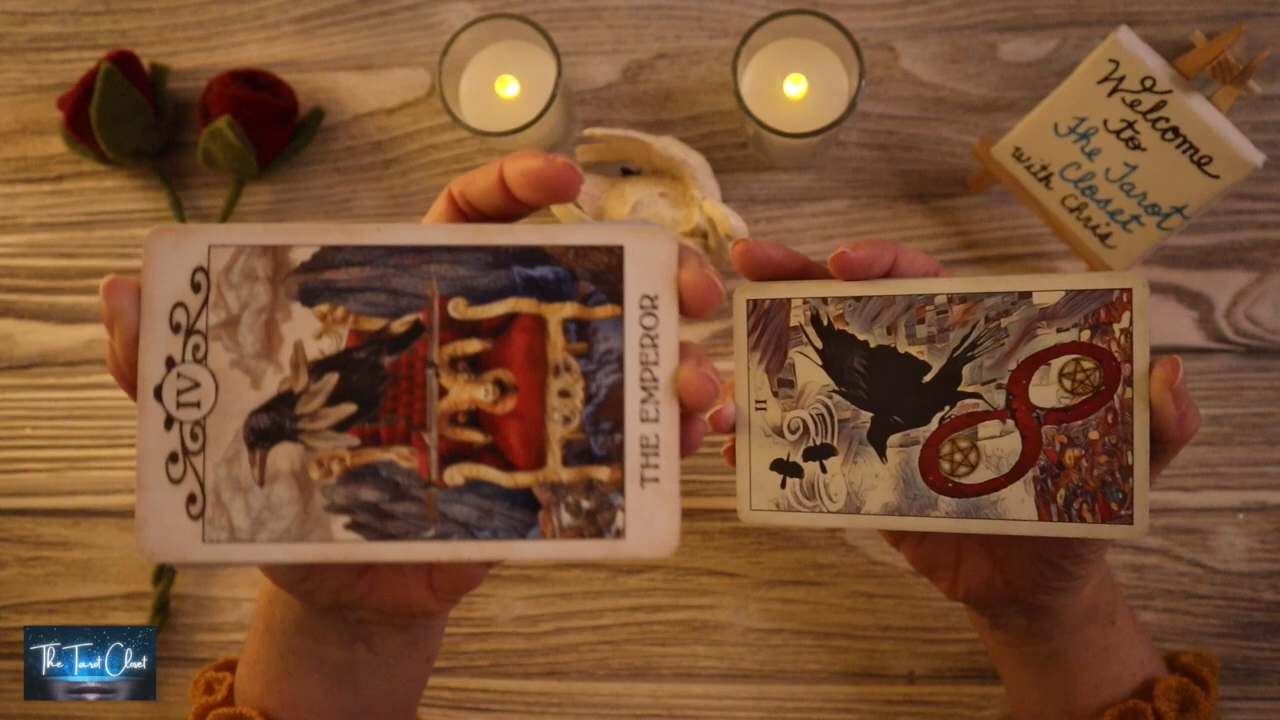 Welcome
to
The Tarot
Closet
with Chris
IV
THE EMPEROR
II
The Tarot Closet